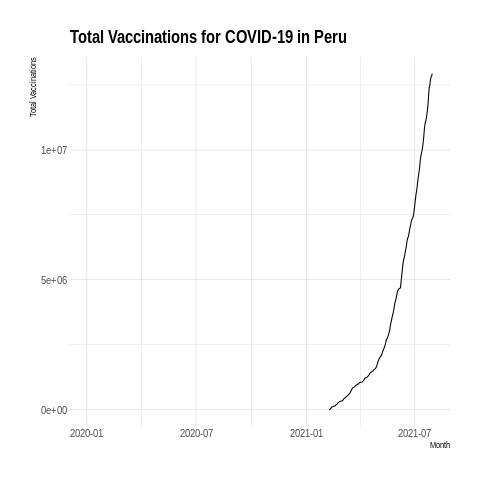 Total Vaccinations for COVID-19 in Peru
Total Vaccinations
1e+07
5e+06
0e+00
2020-01 2020-07 2021-01 2021-07
Month